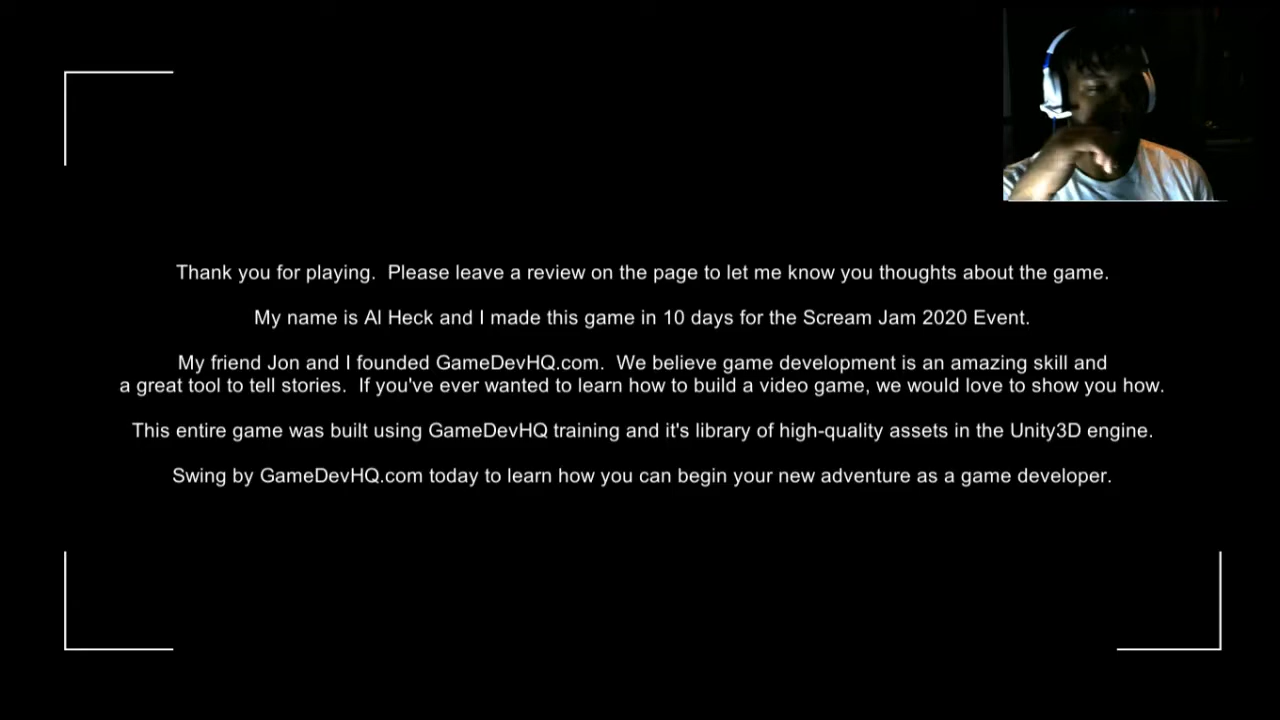 Thank you for playing.  Please leave a review on the page to let me know you thoughts about the game.
My name is Al Heck and I made this game in 10 days for the Scream Jam 2020 Event.
My friend Jon and I founded GameDevHQ.com.  We believe game development is an amazing skill and
a great tool to tell stories.  If you've ever wanted to learn how to build a video game, we would love to show you how.
This entire game was built using GameDevHQ training and it's library of high-quality assets in the Unity3D engine.
Swing by GameDevHQ.com today to learn how you can begin your new adventure as a game developer.